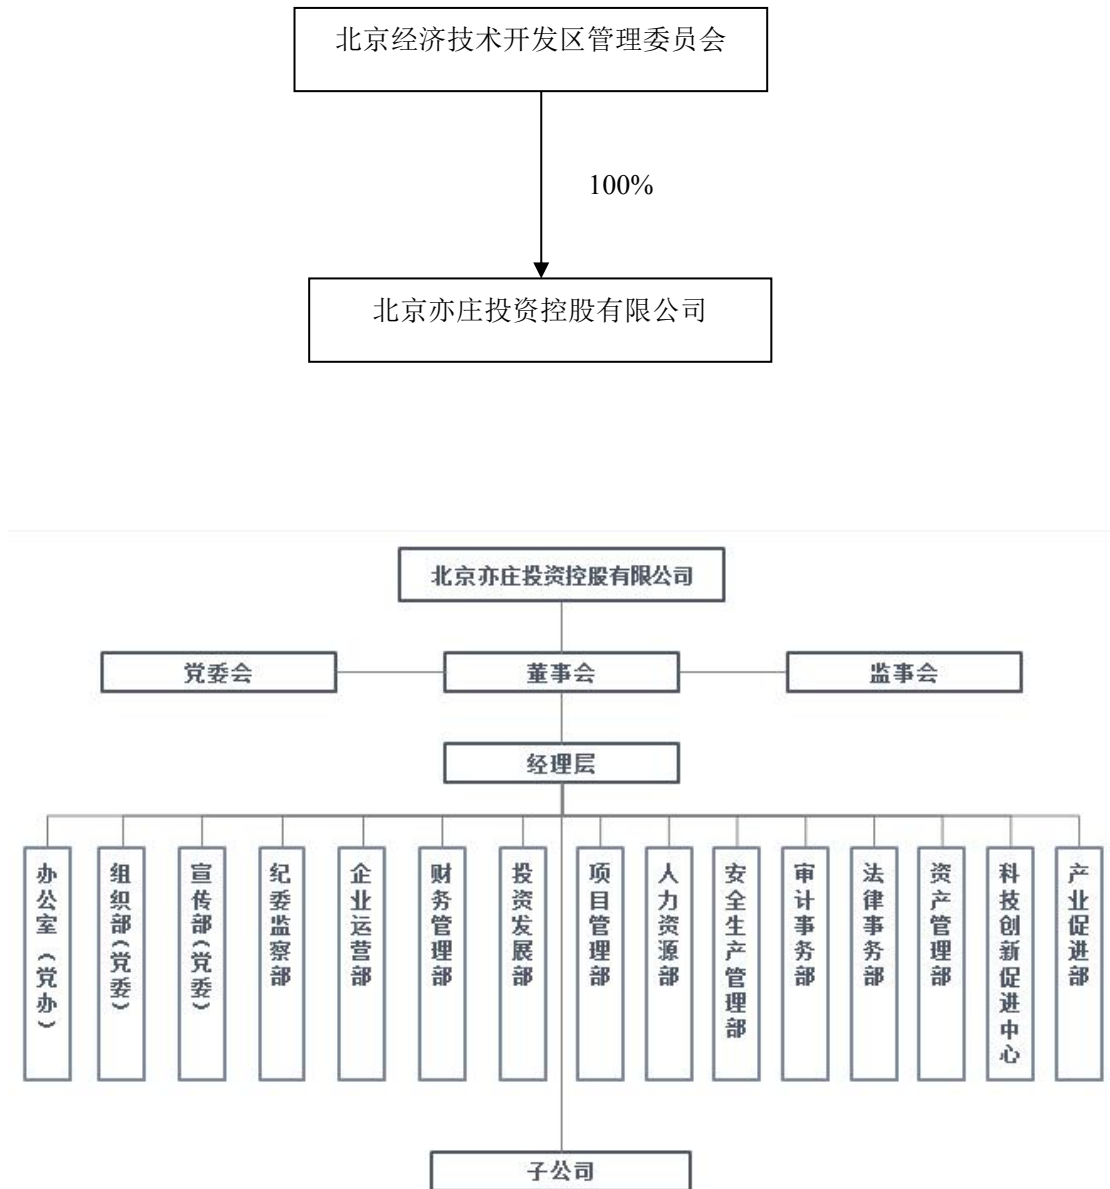 北京经济技术开发区管理委员会
100%
北京亦庄投资控股有限公司
北京亦庄投资控股有限公司
党委会
董事会
监事会
经理层
办公室（党办）
组织部（党委）
宣传部（党委）
纪委监察部
企业运营部
财务管理部
投资发展部
项目管理部
人力资源部
安全生产管理部
审计事务部
法律事务部
资产管理部
科技创新促进中心
产业促进部
子公司